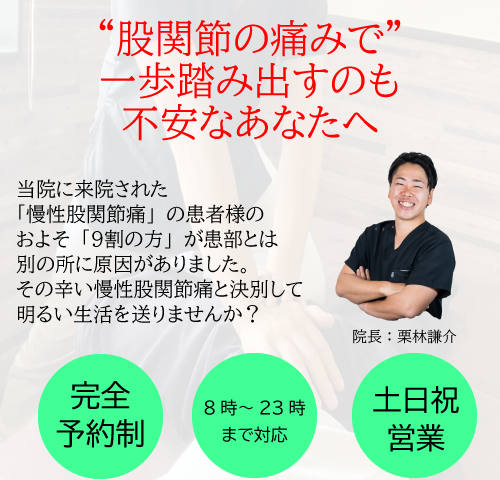 “股関節の痛みで”
一歩踏み出すのも
不安なあなたへ
当院に来院された
「慢性股関節痛」の患者様の
およそ「9割の方」が患部とは
別の所に原因がありました。
その辛い慢性股関節痛と決別して
明るい生活を送りませんか？
院長：栗林謙介
完全
予約制
8時～23時
まで対応
土日祝
営業